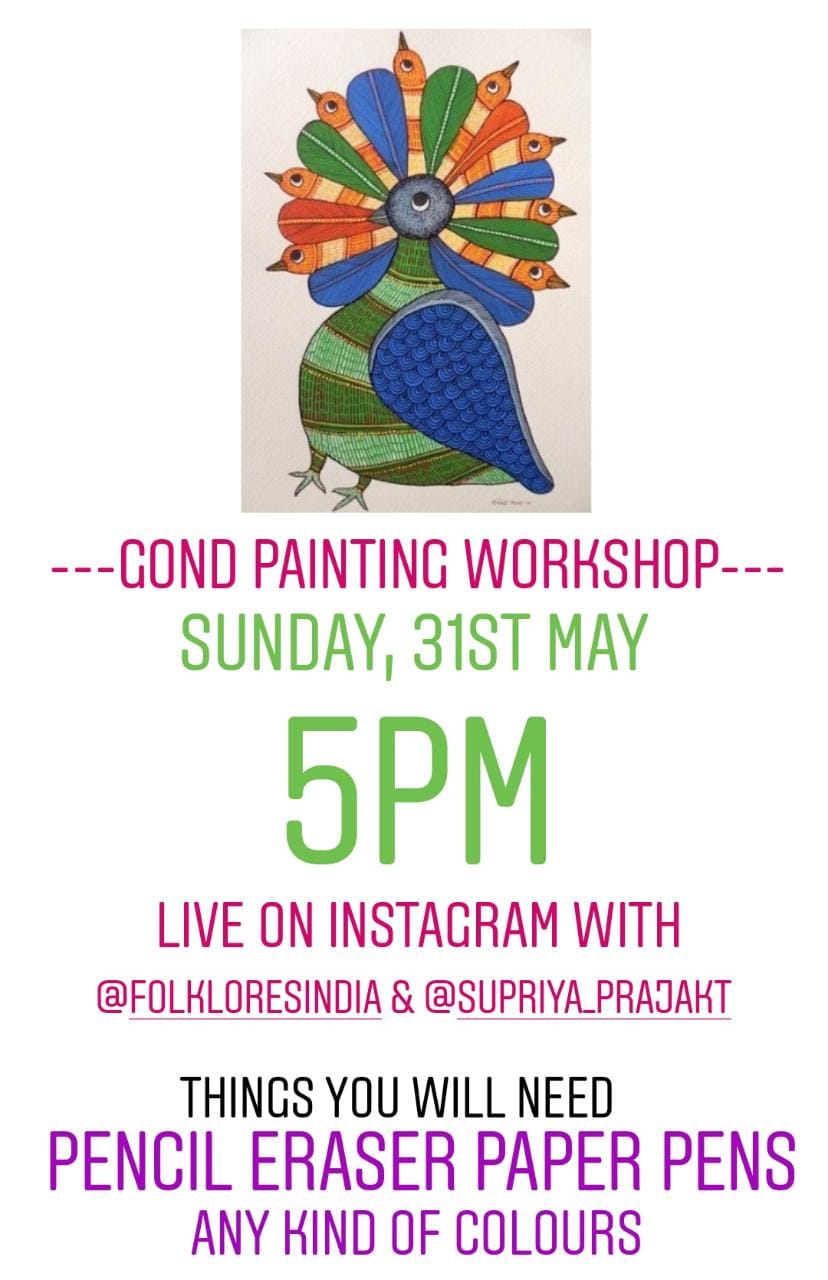 ---GOND PAINTING WORKSHOP---
SUNDAY, 31ST MAY
5PM
LIVE ON INSTAGRAM WITH
@FOLKLORESINDIA & @SUPRIYA_PRAJAKT
THINGS YOU WILL NEED
PENCIL ERASER PAPER PENS
ANY KIND OF COLOURS